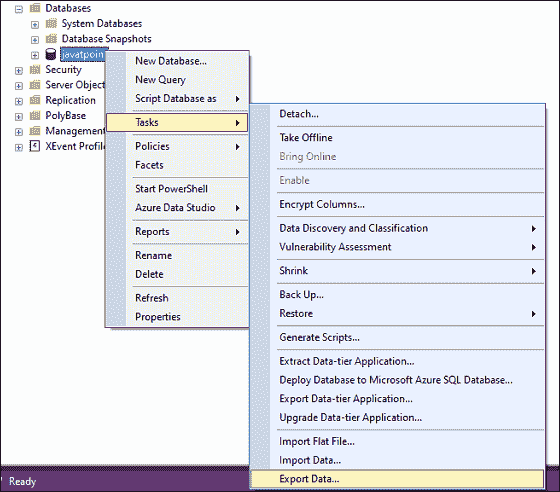 Databases
System Databases
Database Snapshots
javatpoin
Security
Server Objec
Replication
PolyBase
Management
XEvent Profile
New Database...
New Query
Script Database as
Tasks
Policies
Facets
Start PowerShell
Azure Data Studio
Reports
Rename
Delete
Refresh
Properties
Detach...
Take Offline
Bring Online
Enable
Encrypt Columns...
Data Discovery and Classification
Vulnerability Assessment
Shrink
Back Up...
Restore
Generate Scripts...
Extract Data-tier Application...
Deploy Database to Microsoft Azure SQL Database...
Export Data-tier Application...
Upgrade Data-tier Application...
Import Flat File...
Import Data...
Export Data...
Ready